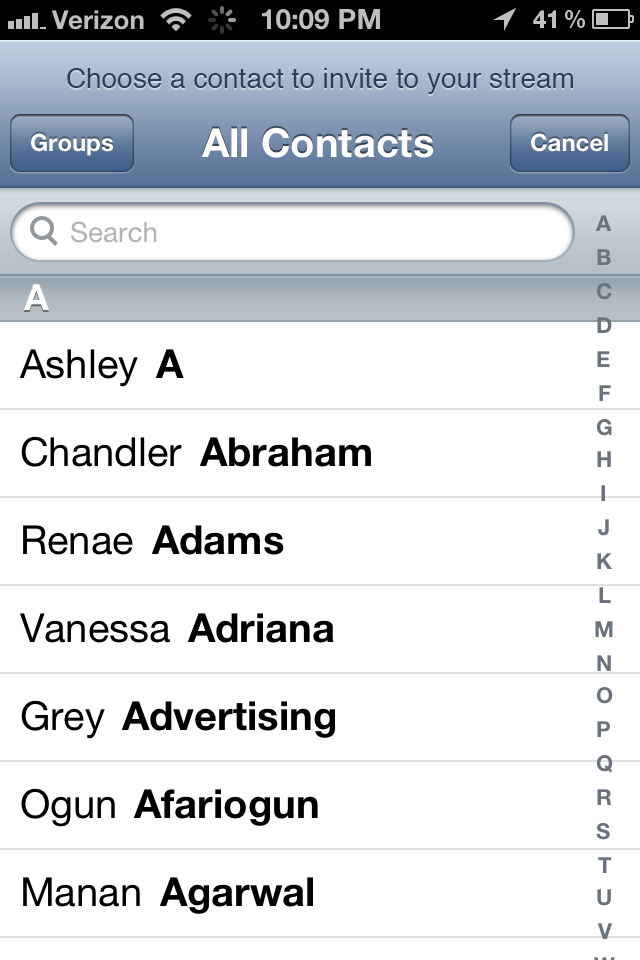 Verizon 10:09 PM 41 %
Choose a contact to invite to your stream
Groups All Contacts Cancel
Search
A
Ashley A
Chandler Abraham
Renae Adams
Vanessa Adriana
Grey Advertising
Ogun Afariogun
Manan Agarwal
A
B
C
D
E
F
G
H
I
J
K
L
M
N
O
P
Q
R
S
T
U
V
W